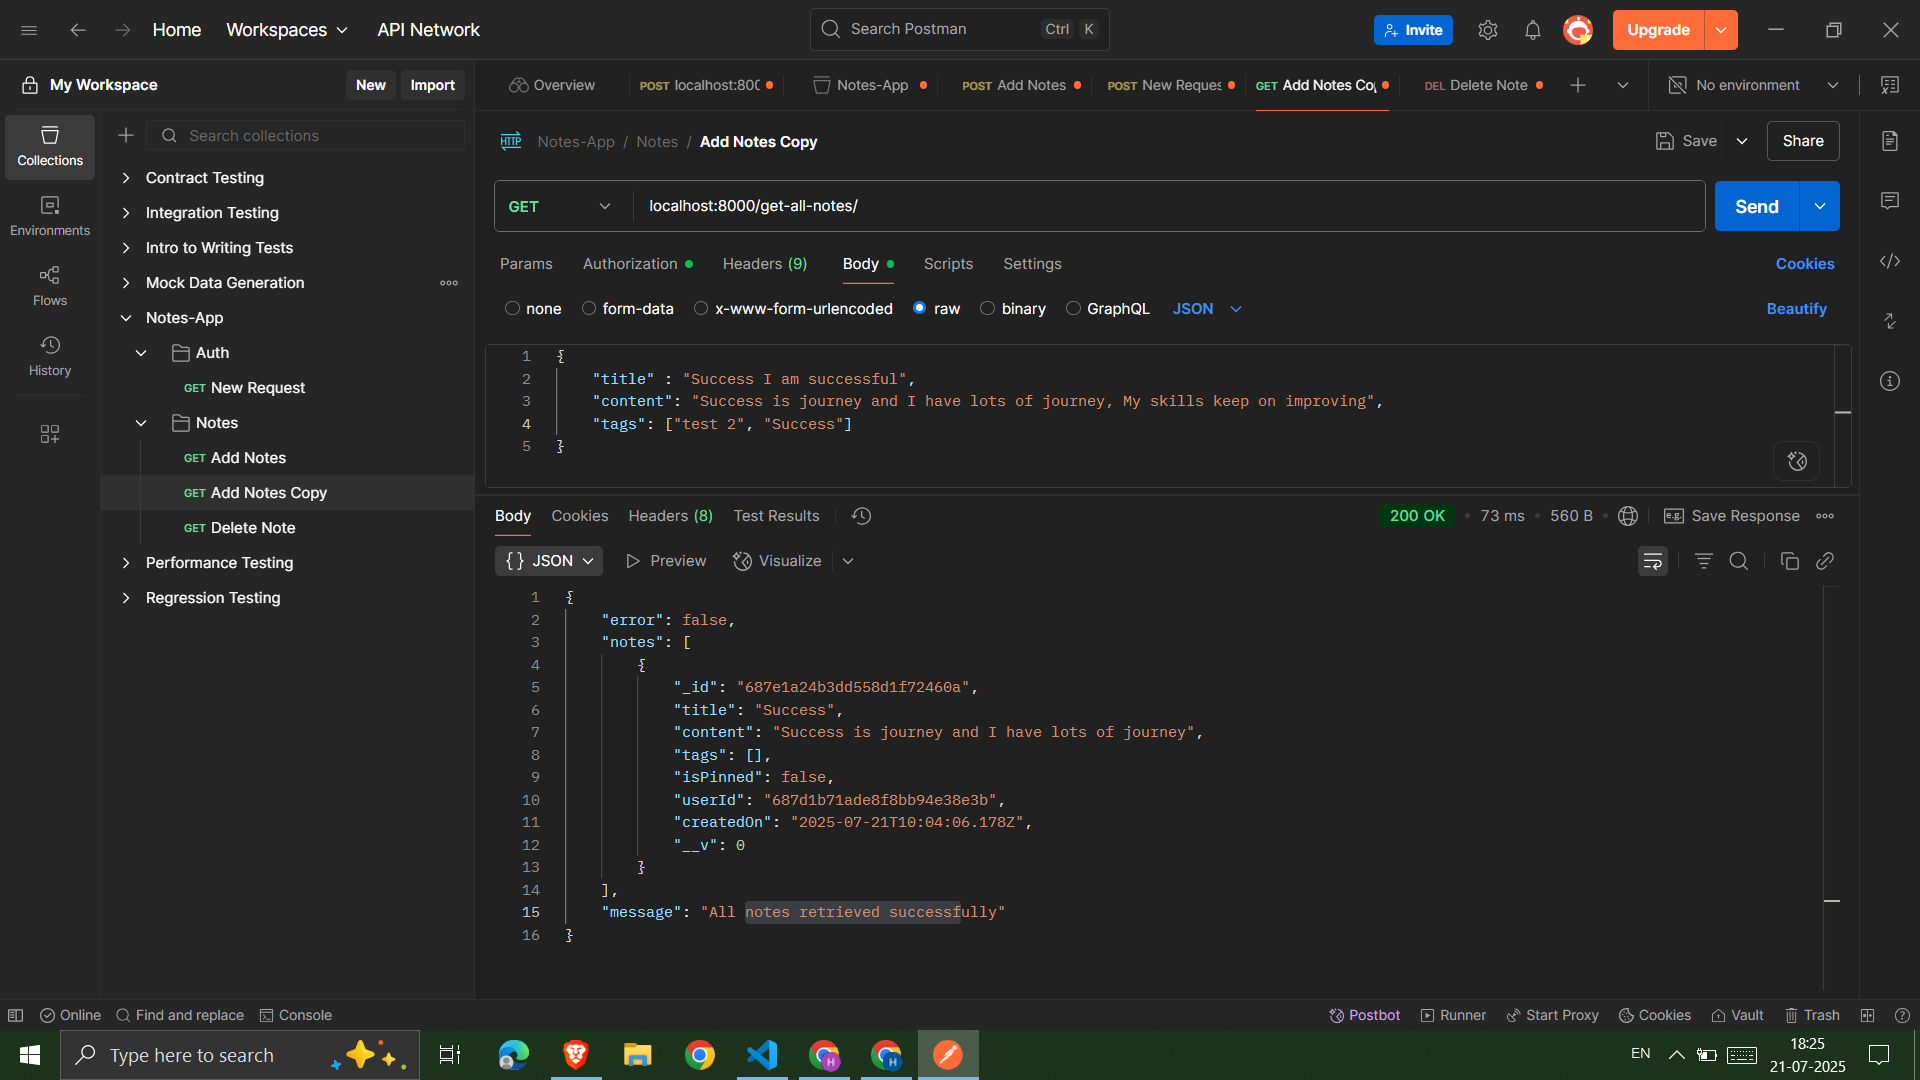 Home Workspaces API Network Search Postman Ctrl K Invite Upgrade
My Workspace New Import Overview POST localhost:800 Notes-App POST Add Notes POST New Reques GET Add Notes Co DEL Delete Note No environment
Collections
Environments
Flows
History
Search collections
Contract Testing
Integration Testing
Intro to Writing Tests
Mock Data Generation
Notes-App
Auth
GET New Request
Notes
GET Add Notes
GET Add Notes Copy
GET Delete Note
Performance Testing
Regression Testing
HTTP Notes-App / Notes / Add Notes Copy Save Share
GET localhost:8000/get-all-notes/ Send
Params Authorization Headers (9) Body Scripts Settings Cookies
none form-data x-www-form-urlencoded raw binary GraphQL JSON Beautify
1 {
2 "title" : "Success I am successful",
3 "content": "Success is journey and I have lots of journey, My skills keep on improving",
4 "tags": ["test 2", "Success"]
5 }
Body Cookies Headers (8) Test Results 200 OK 73 ms 560 B e.g. Save Response
{} JSON Preview Visualize
1 {
2 "error": false,
3 "notes": [
4 {
5 "_id": "687e1a24b3dd558d1f72460a",
6 "title": "Success",
7 "content": "Success is journey and I have lots of journey",
8 "tags": [],
9 "isPinned": false,
10 "userId": "687d1b71ade8f8bb94e38e3b",
11 "createdOn": "2025-07-21T10:04:06.178Z",
12 "__v": 0
13 }
14 ],
15 "message": "All notes retrieved successfully"
16 }
Online Find and replace Console Postbot Runner Start Proxy Cookies Vault Trash
Type here to search H H EN 18:25
21-07-2025